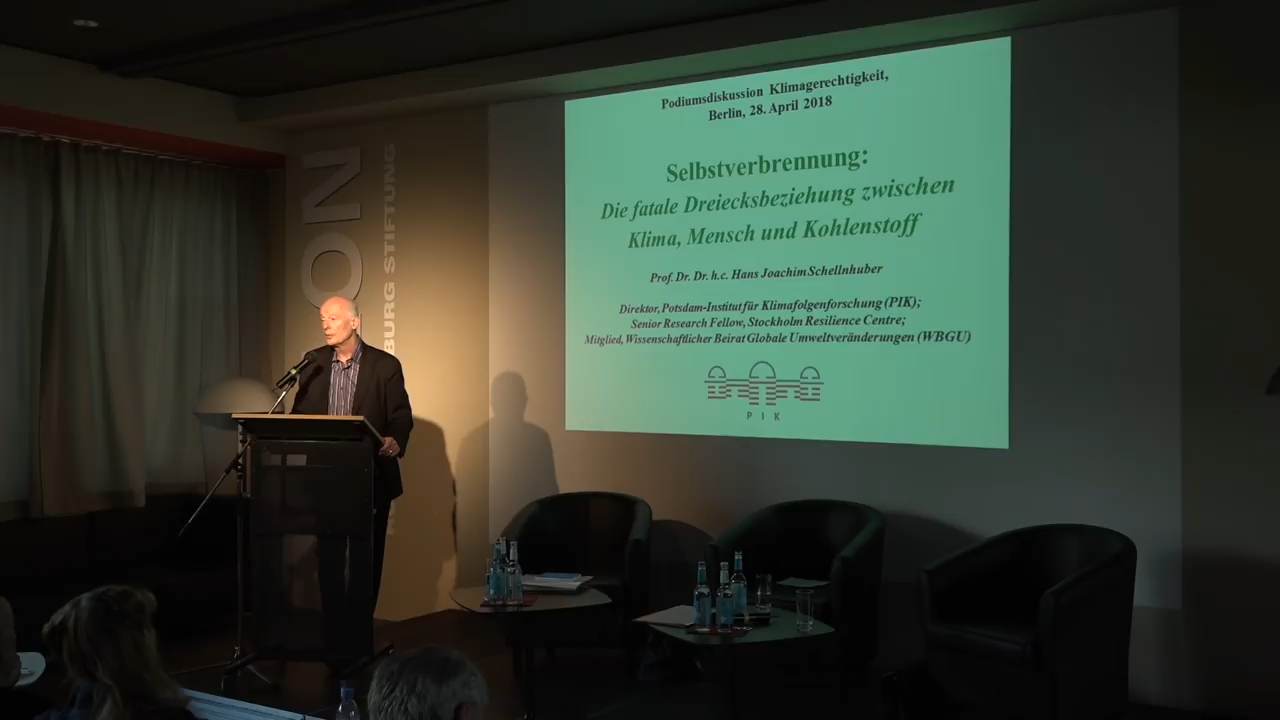 Podiumsdiskussion Klimagerechtigkeit,
Berlin, 28. April 2018
Selbstverbrennung:
Die fatale Dreiecksbeziehung zwischen
Klima, Mensch und Kohlenstoff
Prof. Dr. Dr. h.c. Hans Joachim Schellnhuber
Direktor, Potsdam-Institut für Klimafolgenforschung (PIK);
Senior Research Fellow, Stockholm Resilience Centre;
Mitglied, Wissenschaftlicher Beirat Globale Umweltveränderungen (WBGU)
PIK
ON
BURG STIFTUNG